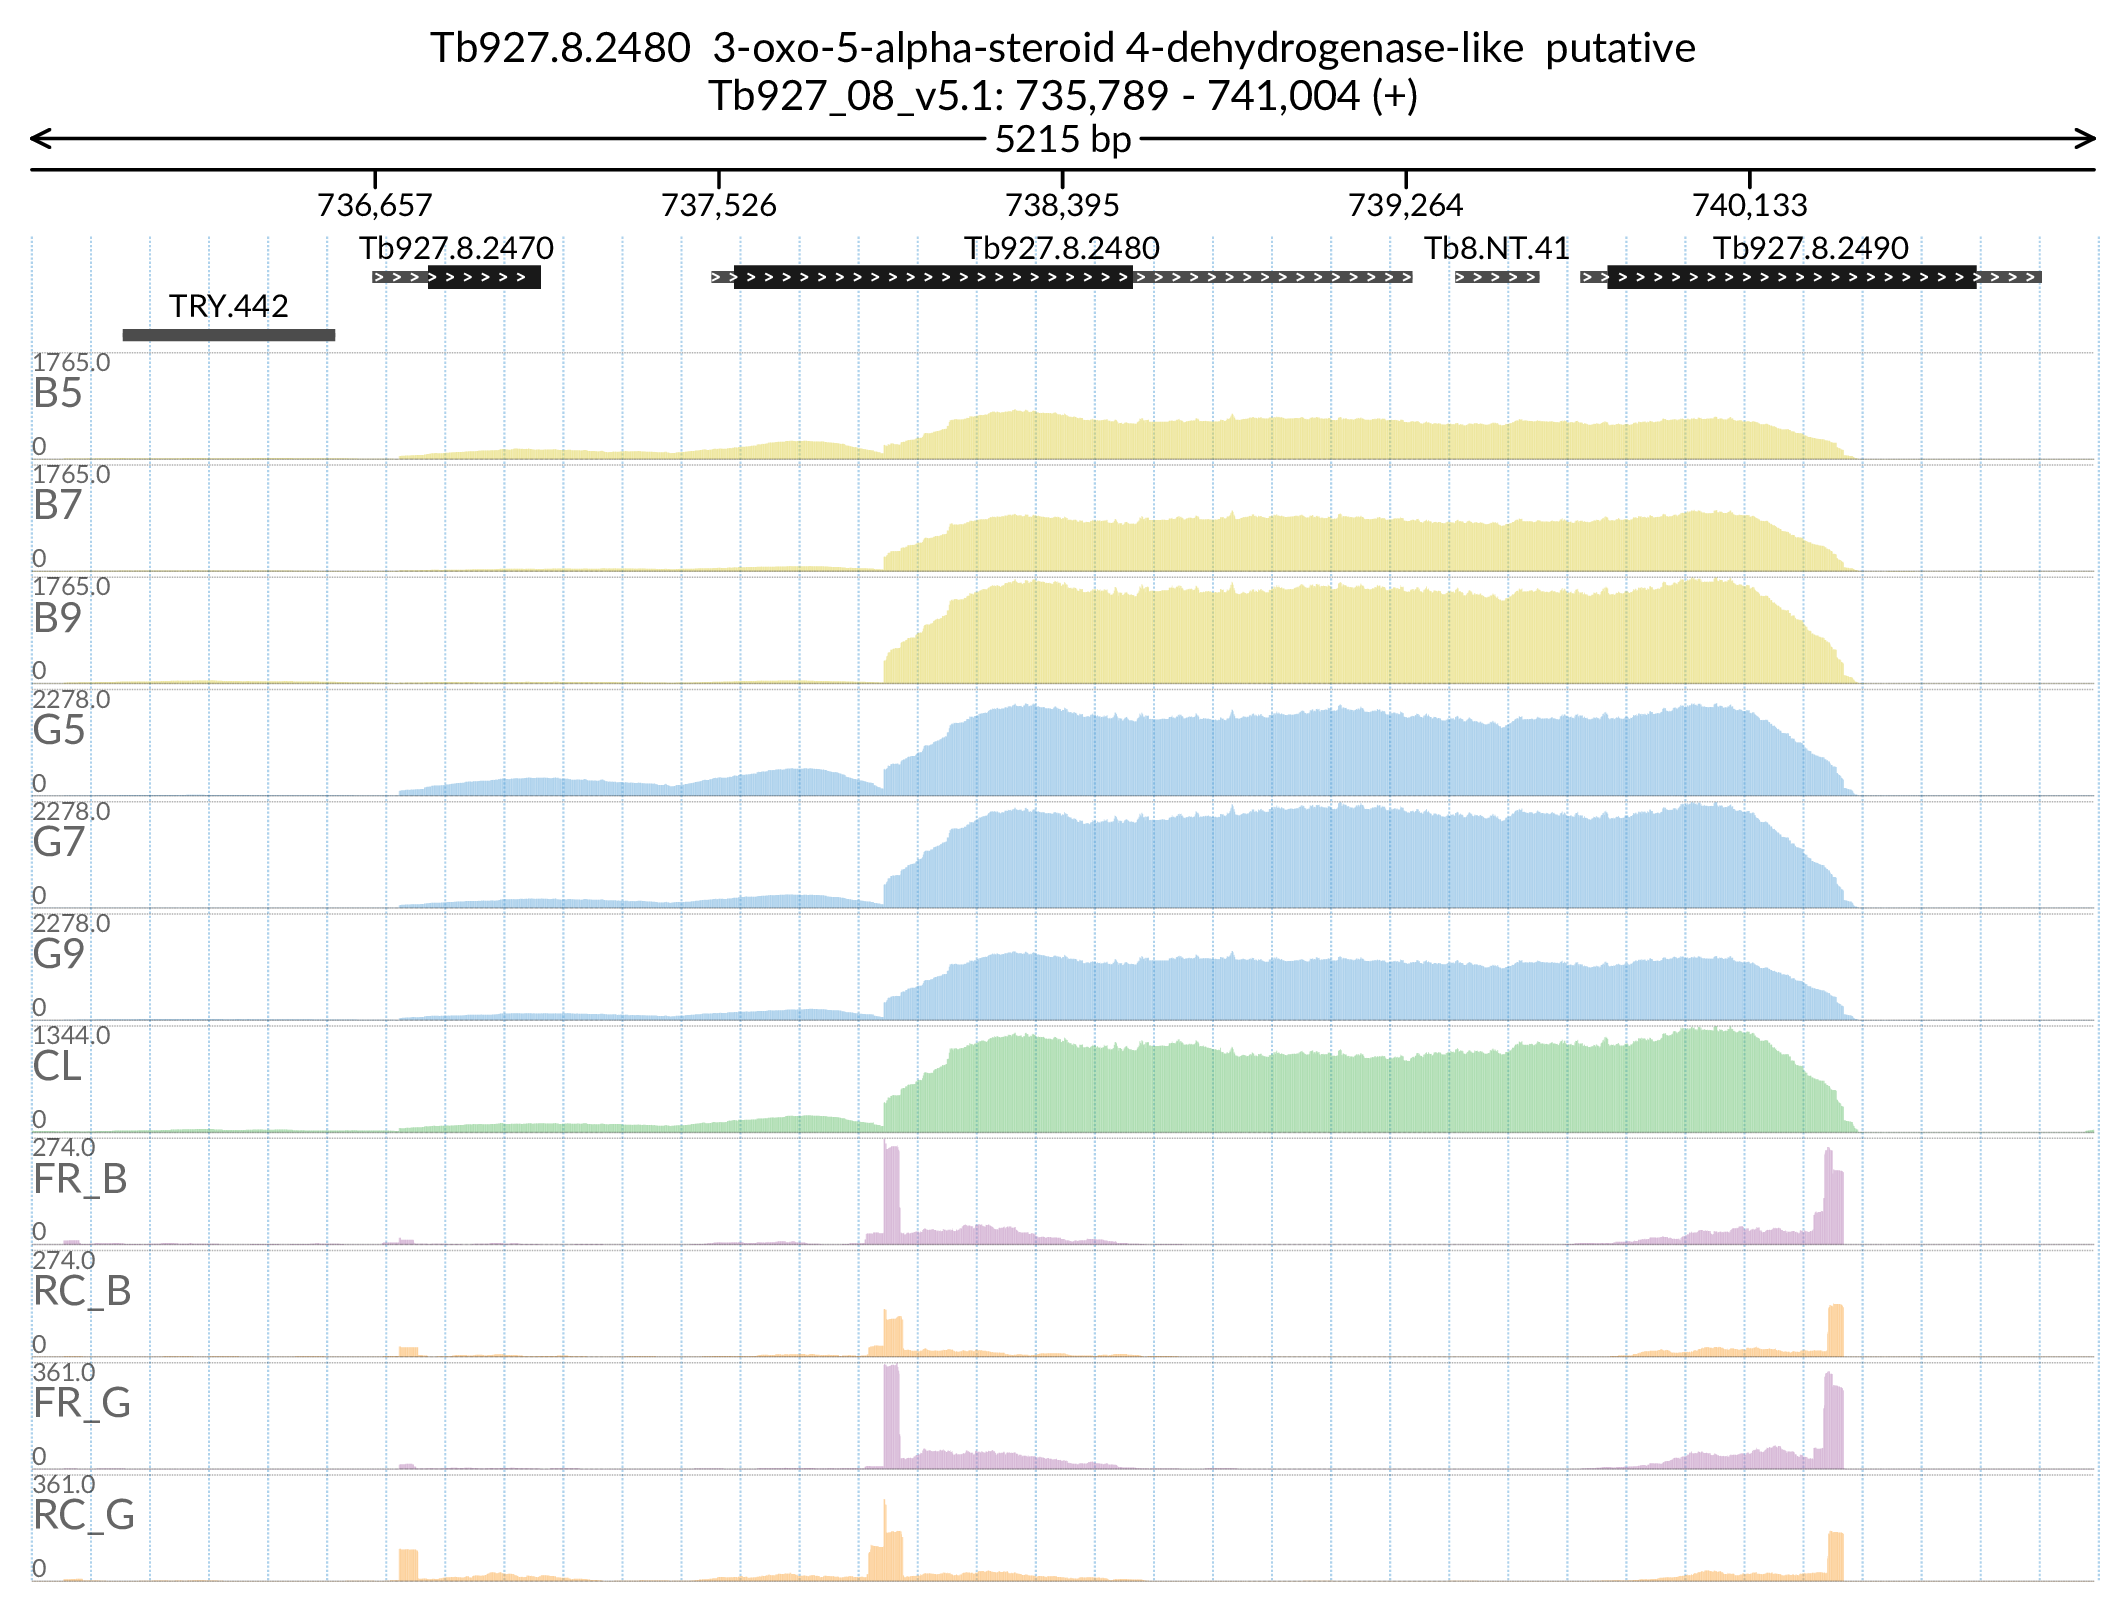 Tb927.8.2480 3-oxo-5-alpha-steroid 4-dehydrogenase-like putative
Tb927_08_v5.1: 735,789 - 741,004 (+)
5215 bp
736,657 737,526 738,395 739,264 740,133
Tb927.8.2470 Tb927.8.2480 Tb8.NT.41 Tb927.8.2490
TRY.442
1765.0
B5
0
1765.0
B7
0
1765.0
B9
0
2278.0
G5
0
2278.0
G7
0
2278.0
G9
0
1344.0
CL
0
274.0
FR_B
0
274.0
RC_B
0
361.0
FR_G
0
361.0
RC_G
0